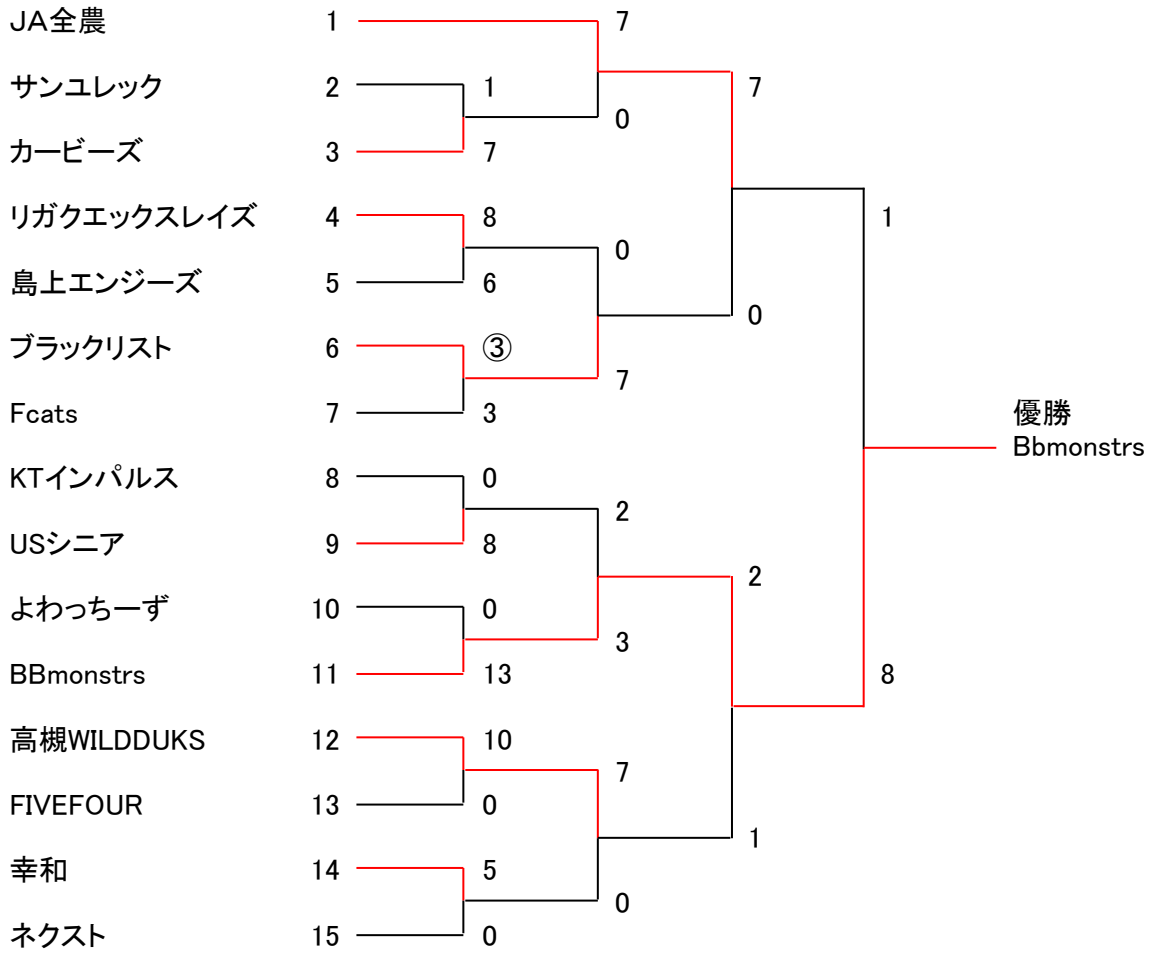 JA全農 1 7
サンユレック 2 1 7
0
カービーズ 3 7
リガクエックスレイズ 4 8 1
0
島上エンジーズ 5 6
0
ブラックリスト 6 ③
7
Fcats 7 3 優勝
Bbmonstrs
KTインパルス 8 0
2
USシニア 9 8
2
よわっちーず 10 0
3
BBmonstrs 11 13 8
高槻WILDDUKS 12 10
7
FIVEFOUR 13 0
1
幸和 14 5
0
ネクスト 15 0